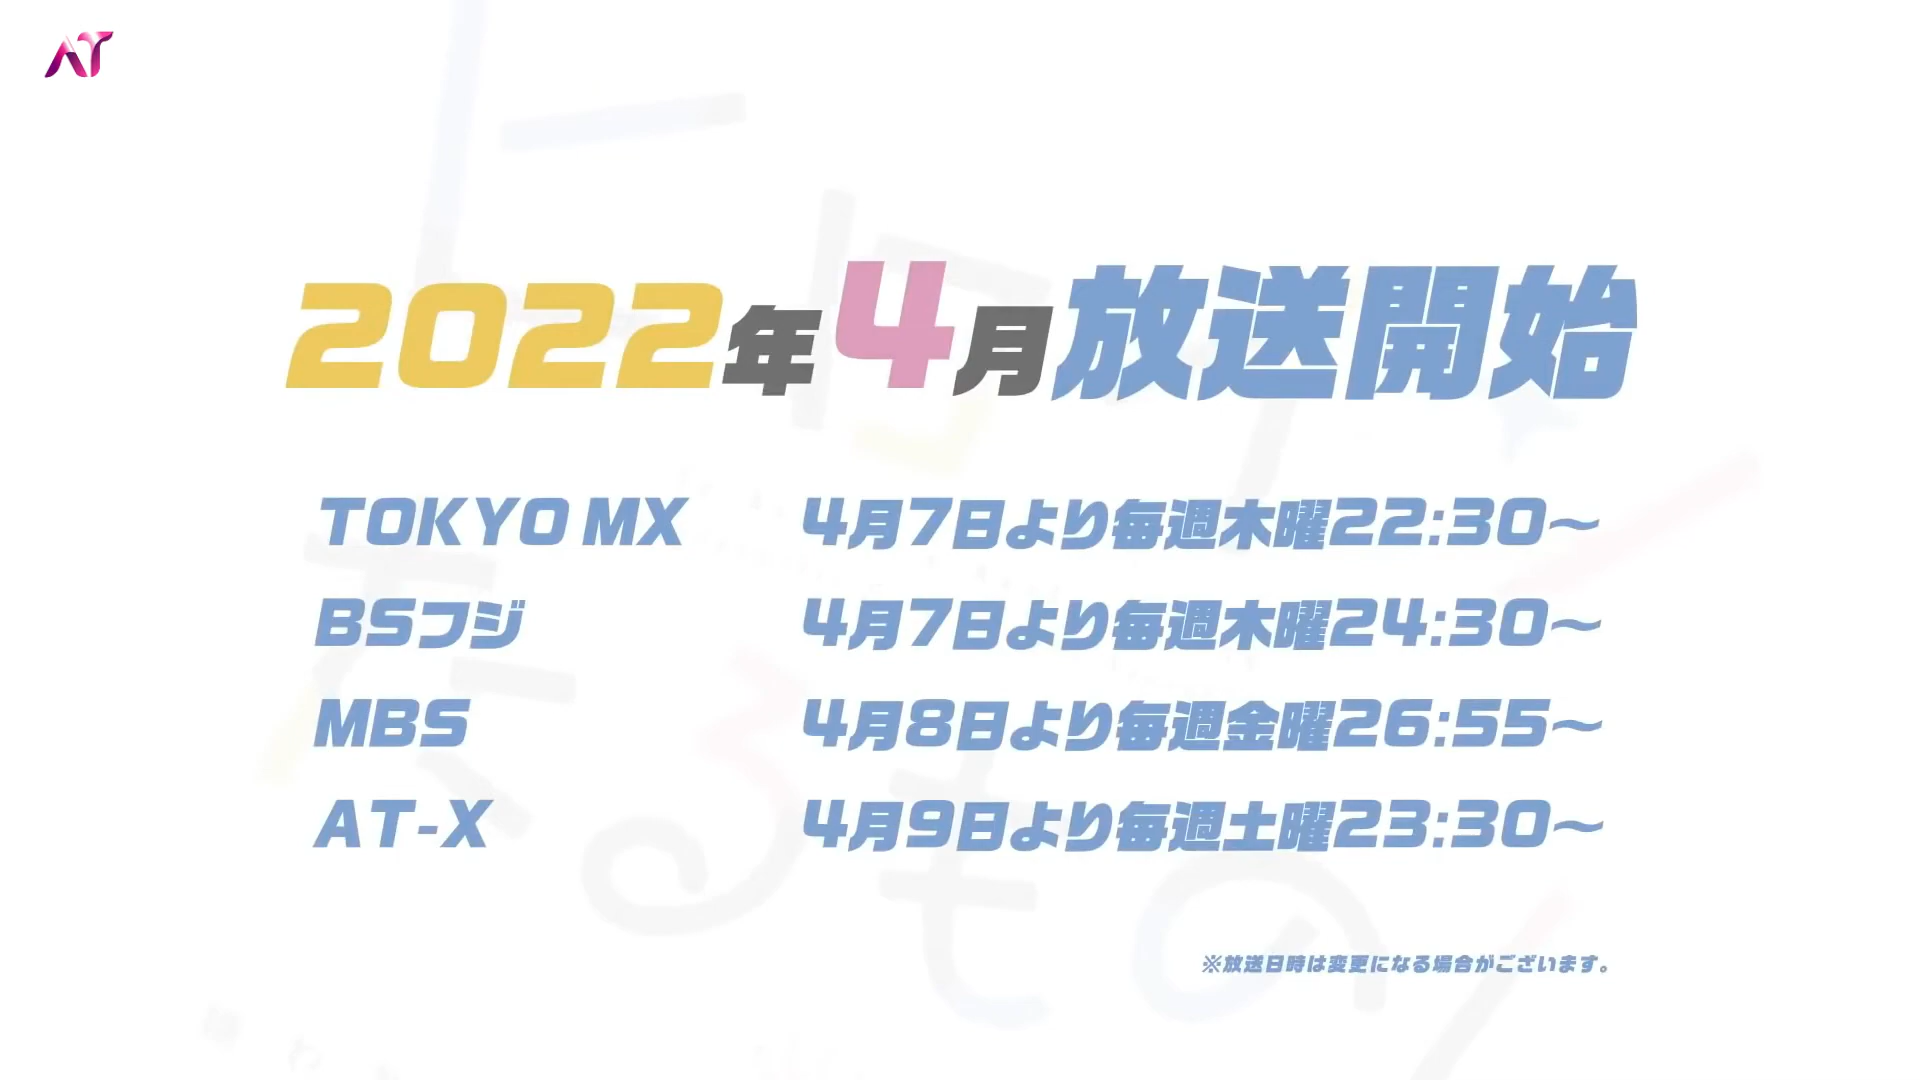 AT
2022年4月放送開始
TOKYO MX 4月7日より毎週木曜22:30～
BSフジ 4月7日より毎週木曜24:30～
MBS 4月8日より毎週金曜26:55～
AT-X 4月9日より毎週土曜23:30～
※放送日時は変更になる場合がございます。